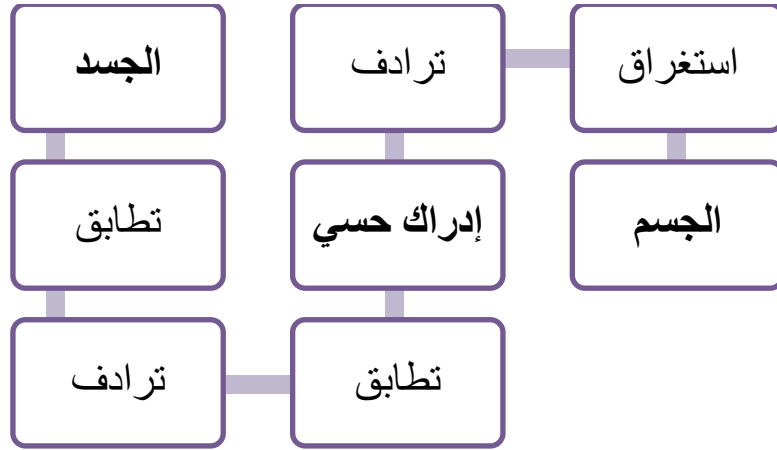 الجسد
تطابق
ترادف
تطابق
إدراك حسي
ترادف
استغراق
الجسم